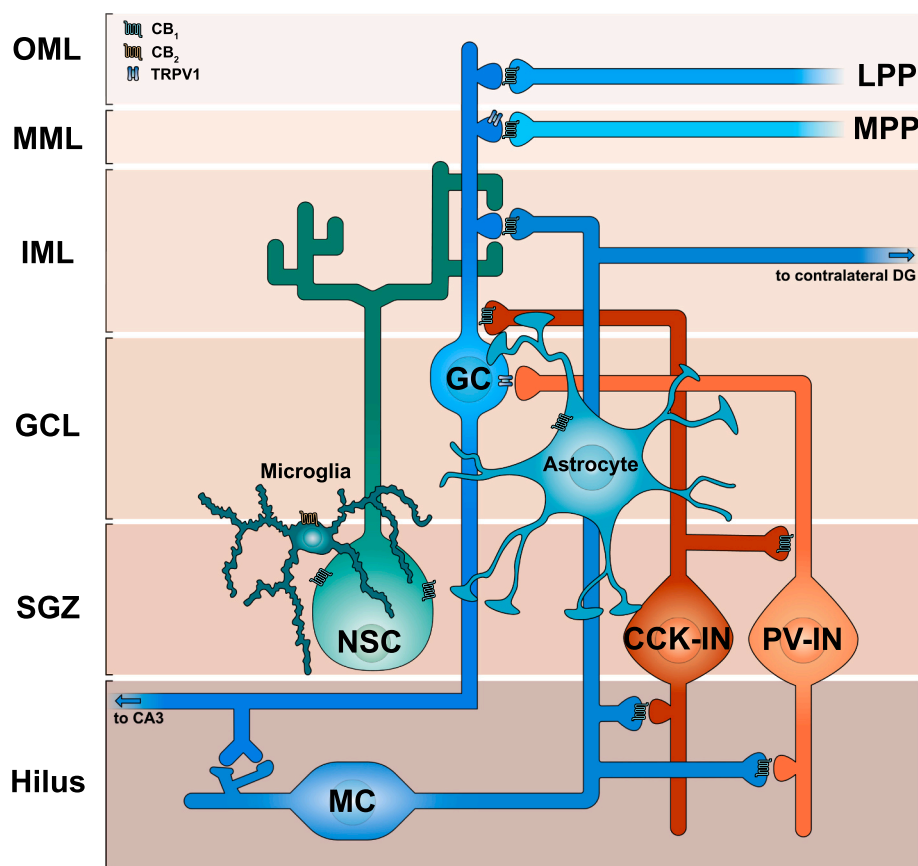 OML
CB1
CB2
TRPV1
LPP
MML
MPP
IML
to contralateral DG
GCL
GC
Astrocyte
Microglia
SGZ
NSC
CCK-IN
PV-IN
to CA3
Hilus
MC